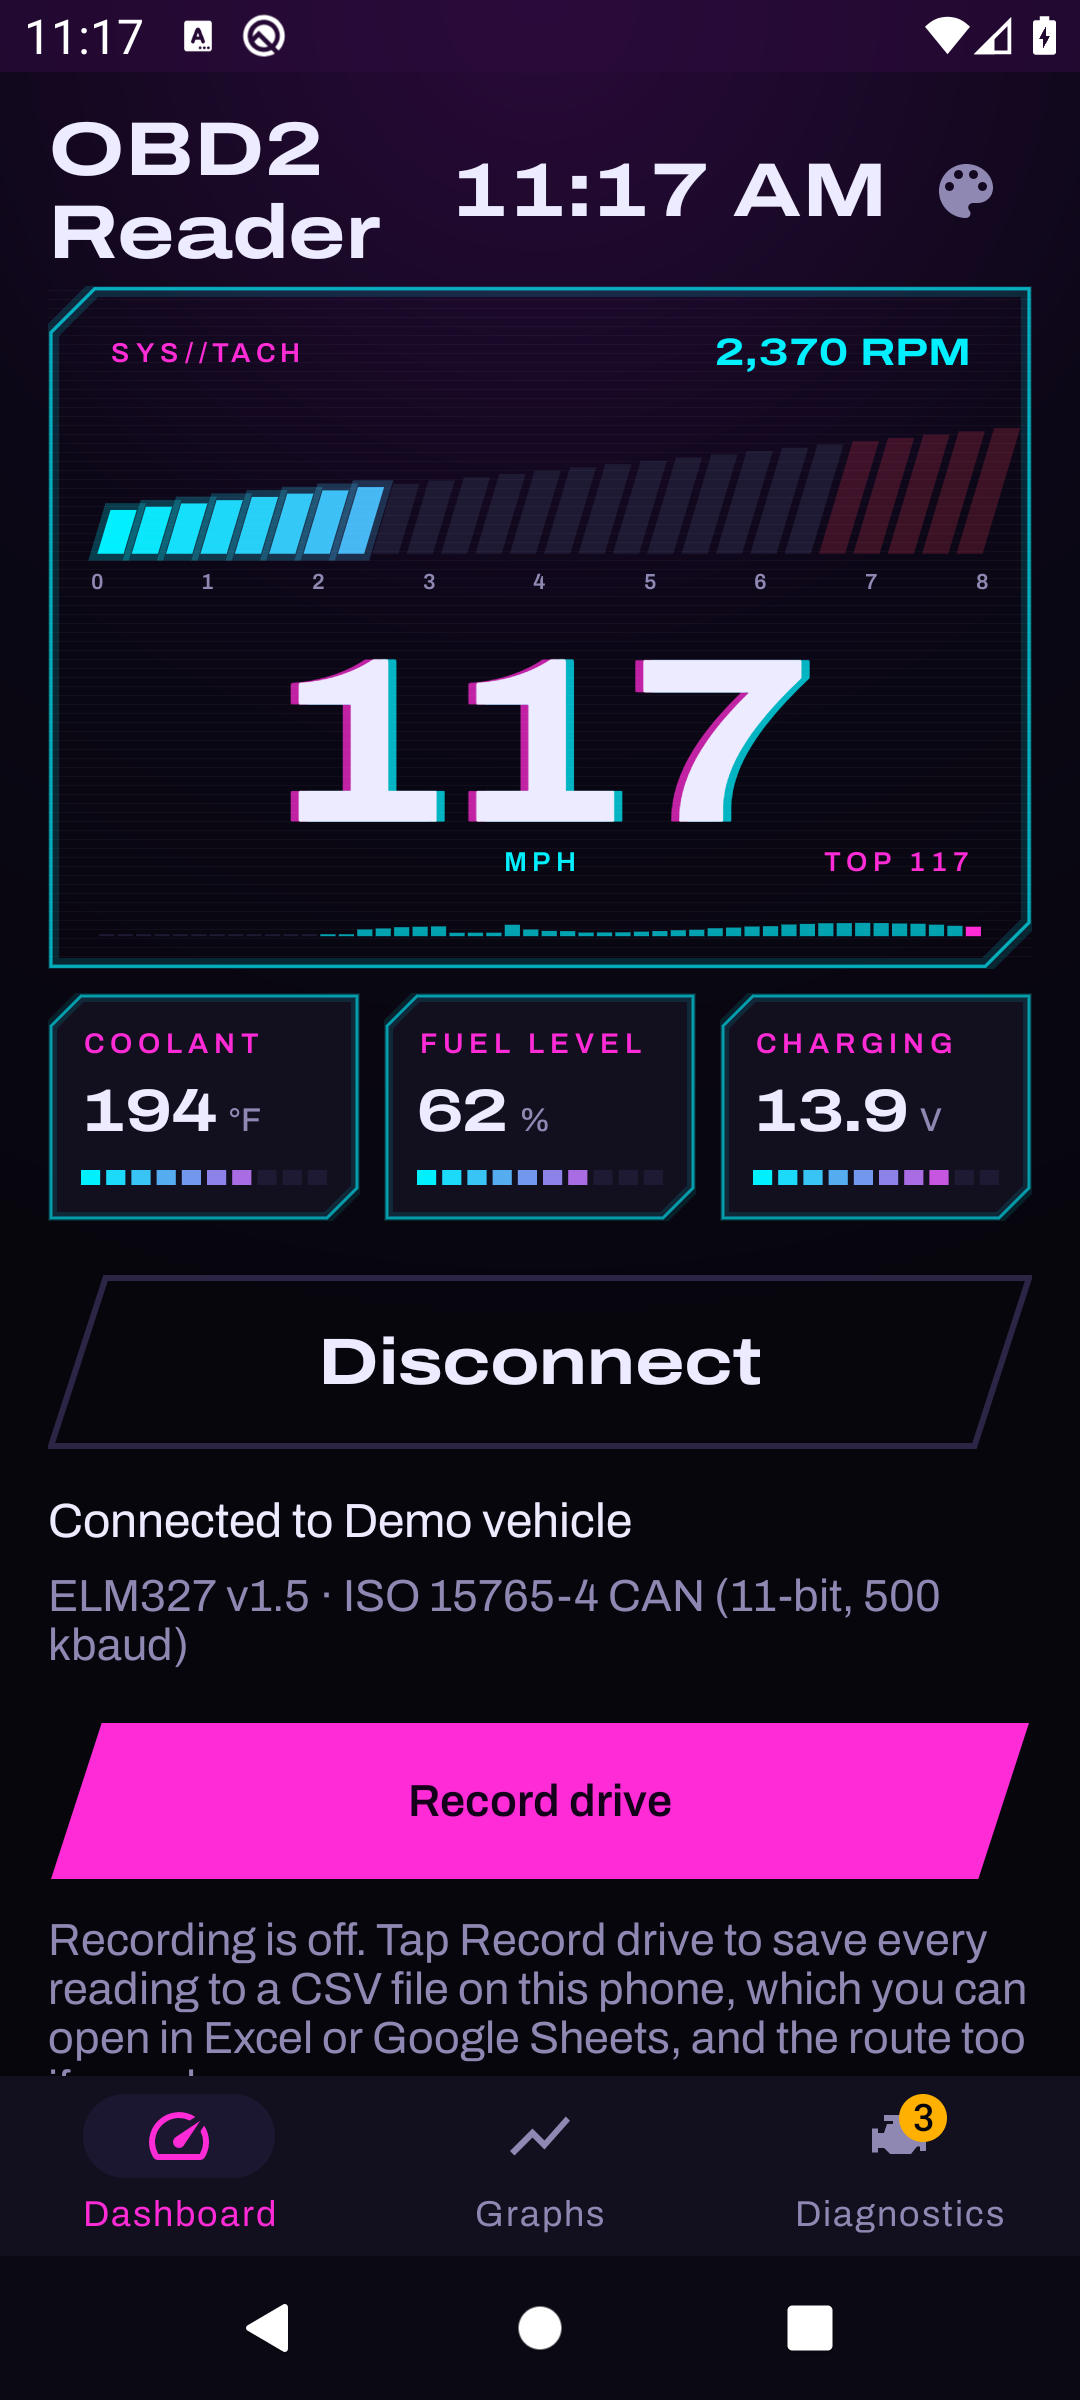 11:17
OBD2
Reader
11:17 AM
SYS//TACH
2,370 RPM
0 1 2 3 4 5 6 7 8
117
MPH
TOP 117
COOLANT
194 °F
FUEL LEVEL
62 %
CHARGING
13.9 V
Disconnect
Connected to Demo vehicle
ELM327 v1.5 · ISO 15765-4 CAN (11-bit, 500
kbaud)
Record drive
Recording is off. Tap Record drive to save every
reading to a CSV file on this phone, which you can
open in Excel or Google Sheets, and the route too
3
Dashboard
Graphs
Diagnostics